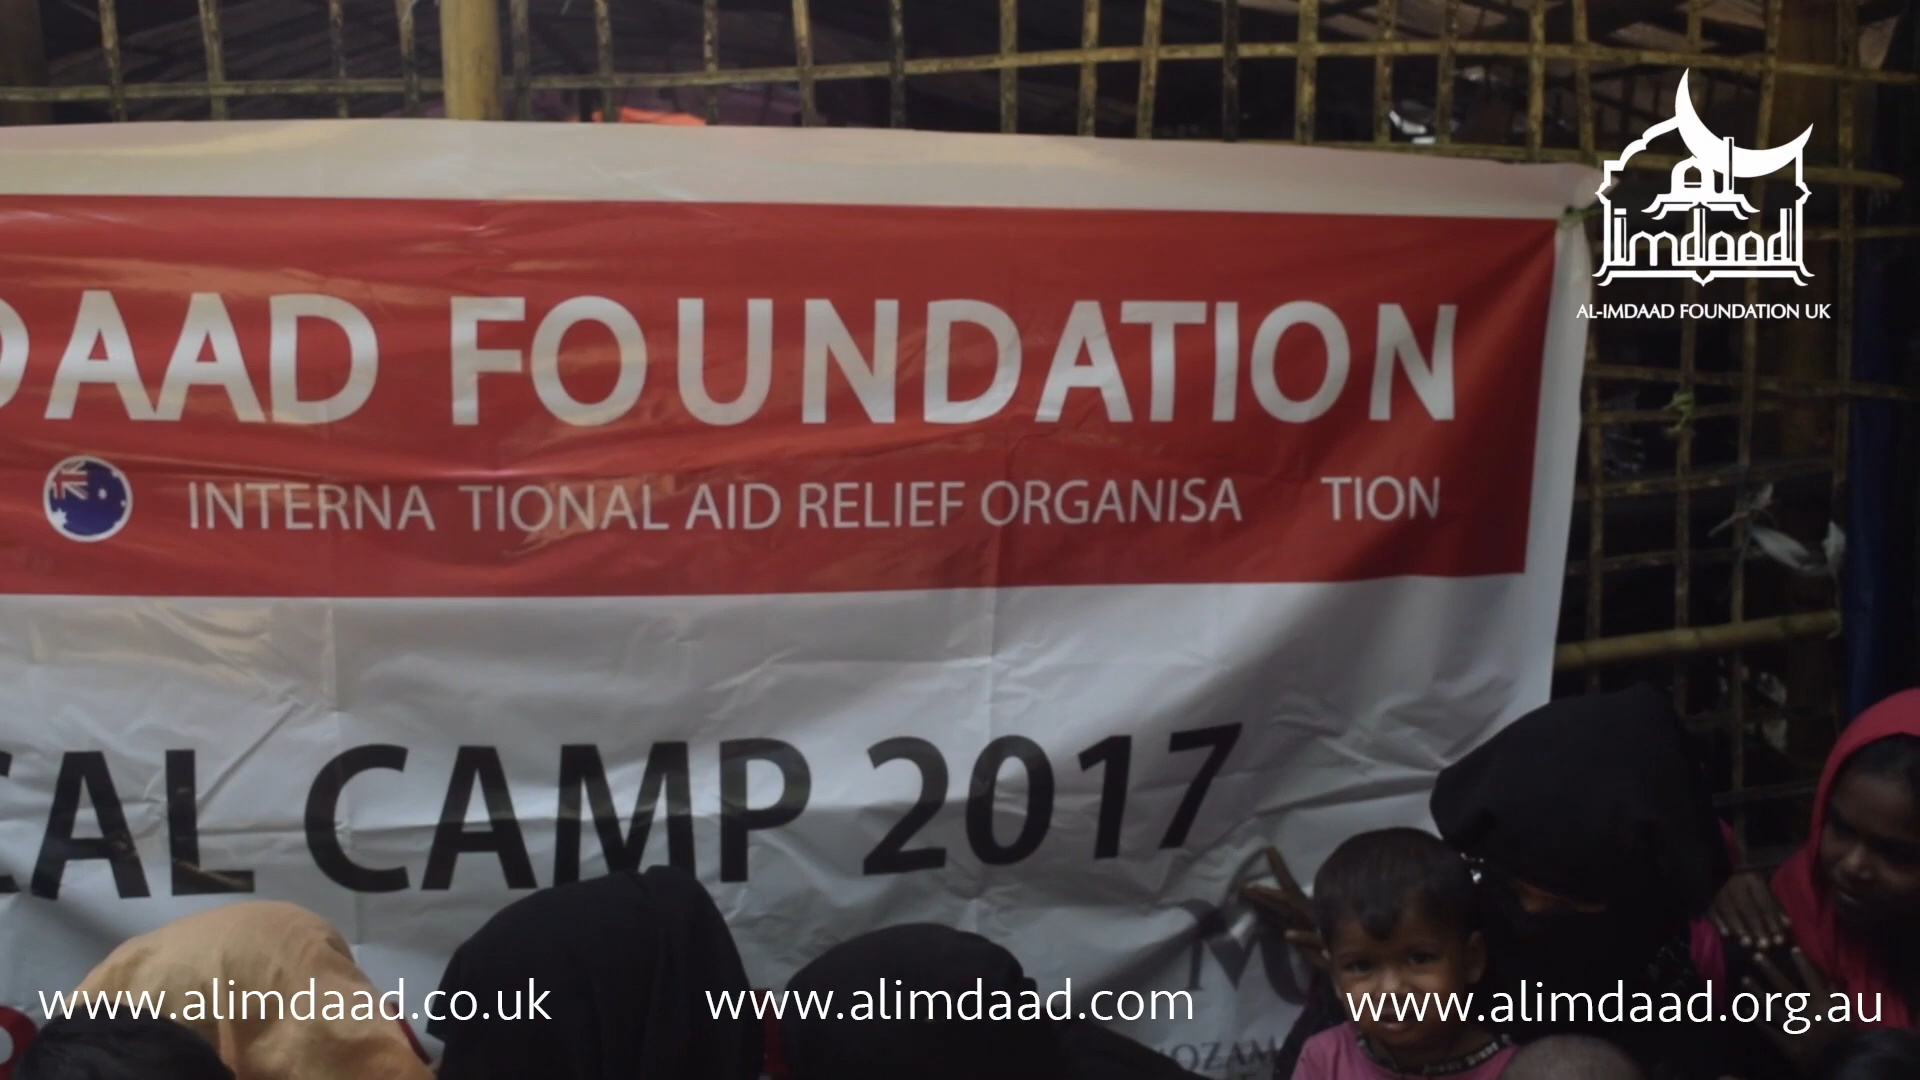 al
imdaad
AL-IMDAAD FOUNDATION UK
DAAD FOUNDATION
INTERNA TIONAL AID RELIEF ORGANISA TION
CAL CAMP 2017
www.alimdaad.co.uk
www.alimdaad.com
www.alimdaad.org.au